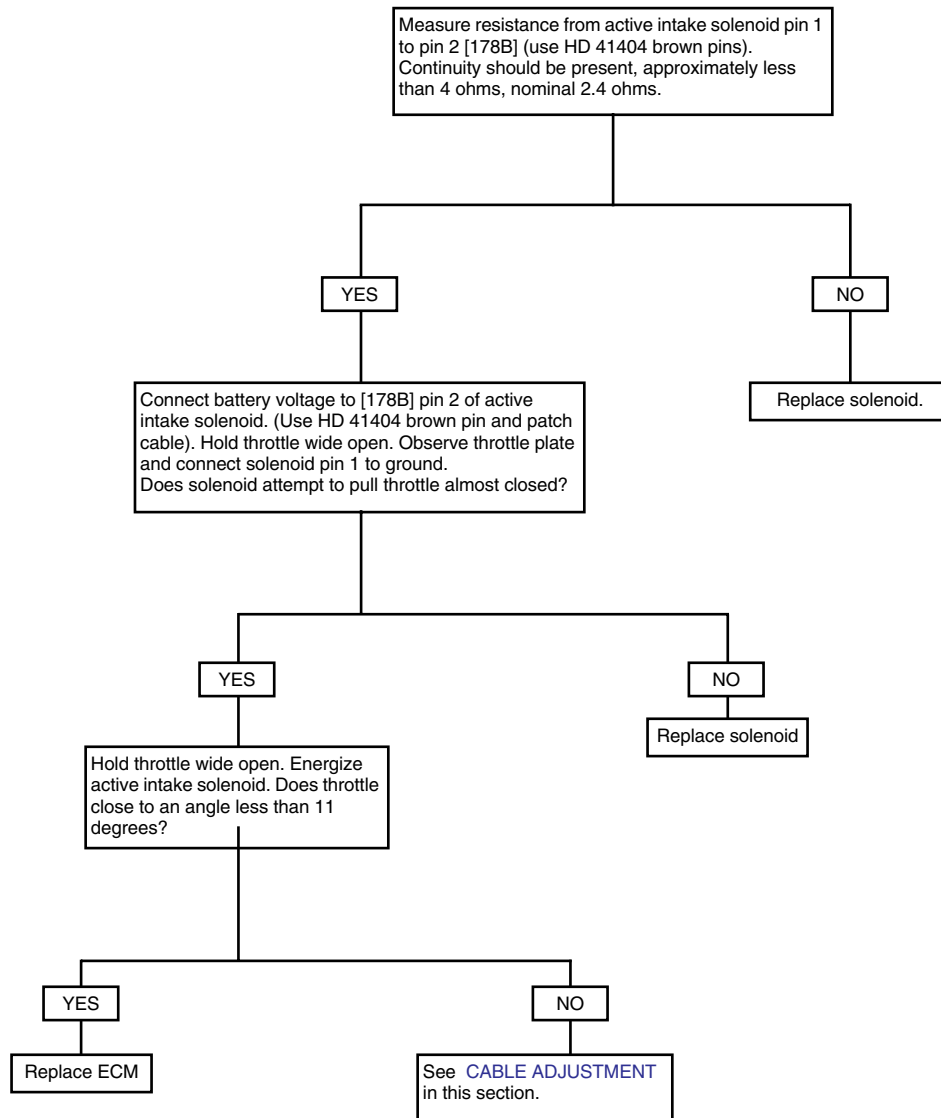 Measure resistance from active intake solenoid pin 1
to pin 2 [178B] (use HD 41404 brown pins).
Continuity should be present, approximately less
than 4 ohms, nominal 2.4 ohms.
YES
NO
Connect battery voltage to [178B] pin 2 of active
intake solenoid. (Use HD 41404 brown pin and patch
cable). Hold throttle wide open. Observe throttle plate
and connect solenoid pin 1 to ground.
Does solenoid attempt to pull throttle almost closed?
Replace solenoid.
YES
NO
Hold throttle wide open. Energize
active intake solenoid. Does throttle
close to an angle less than 11
degrees?
Replace solenoid
YES
NO
Replace ECM
See CABLE ADJUSTMENT
in this section.